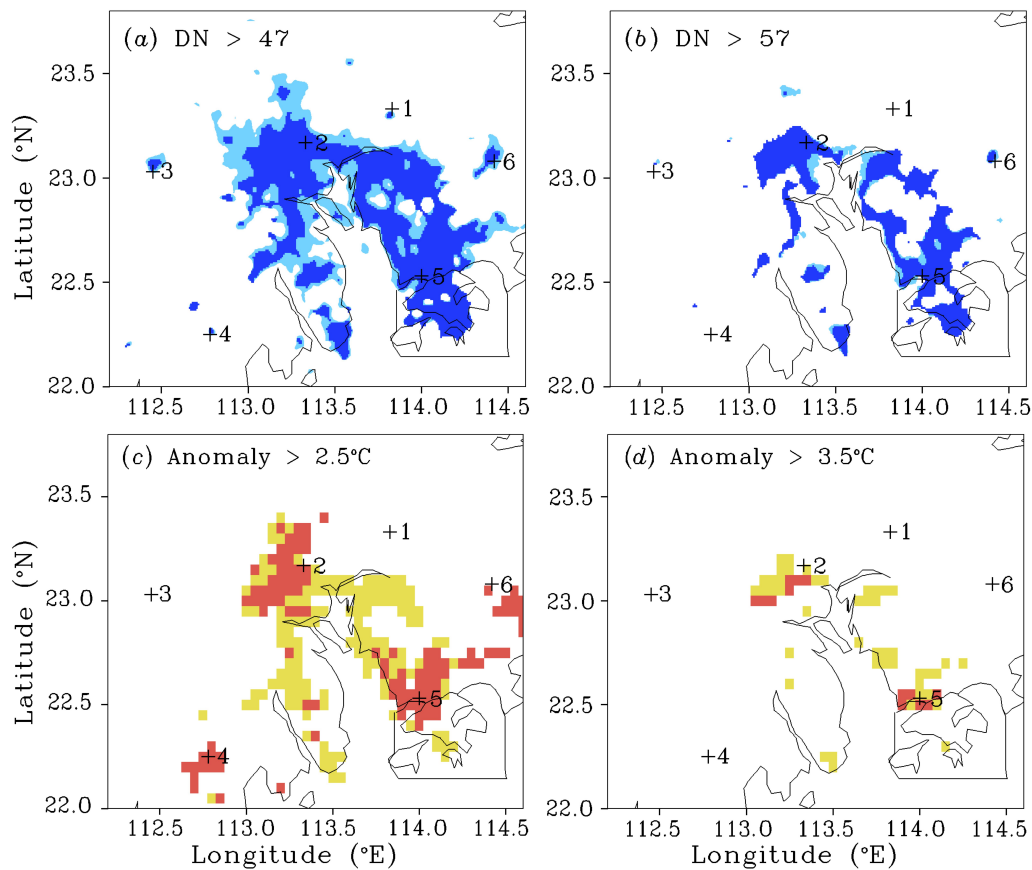 (a) DN > 47
(b) DN > 57
23.5
23.0
22.5
22.0
Latitude (°N)
+1
+2
+3
+4
+5
+6
112.5 113.0 113.5 114.0 114.5
23.5
23.0
22.5
22.0
Latitude (°N)
+1
+2
+3
+4
+5
+6
112.5 113.0 113.5 114.0 114.5
(c) Anomaly > 2.5°C
(d) Anomaly > 3.5°C
23.5
23.0
22.5
22.0
Latitude (°N)
+1
+2
+3
+4
+5
+6
112.5 113.0 113.5 114.0 114.5
Longitude (°E)
23.5
23.0
22.5
22.0
Latitude (°N)
+1
+2
+3
+4
+5
+6
112.5 113.0 113.5 114.0 114.5
Longitude (°E)